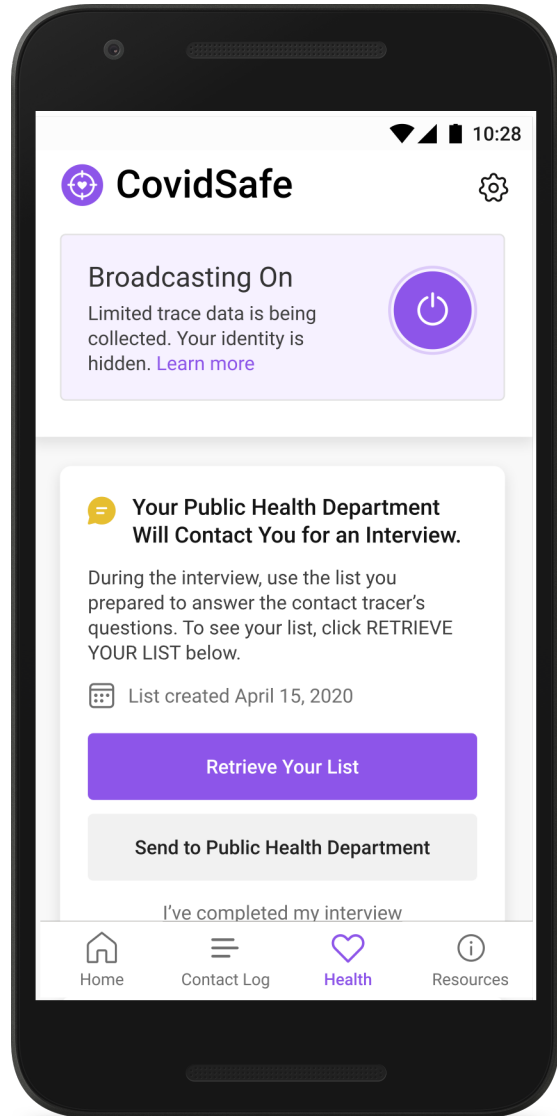 10:28
CovidSafe
Broadcasting On
Limited trace data is being
collected. Your identity is
hidden. Learn more
Your Public Health Department
Will Contact You for an Interview.
During the interview, use the list you
prepared to answer the contact tracer's
questions. To see your list, click RETRIEVE
YOUR LIST below.
List created April 15, 2020
Retrieve Your List
Send to Public Health Department
I've completed my interview
Home
Contact Log
Health
Resources